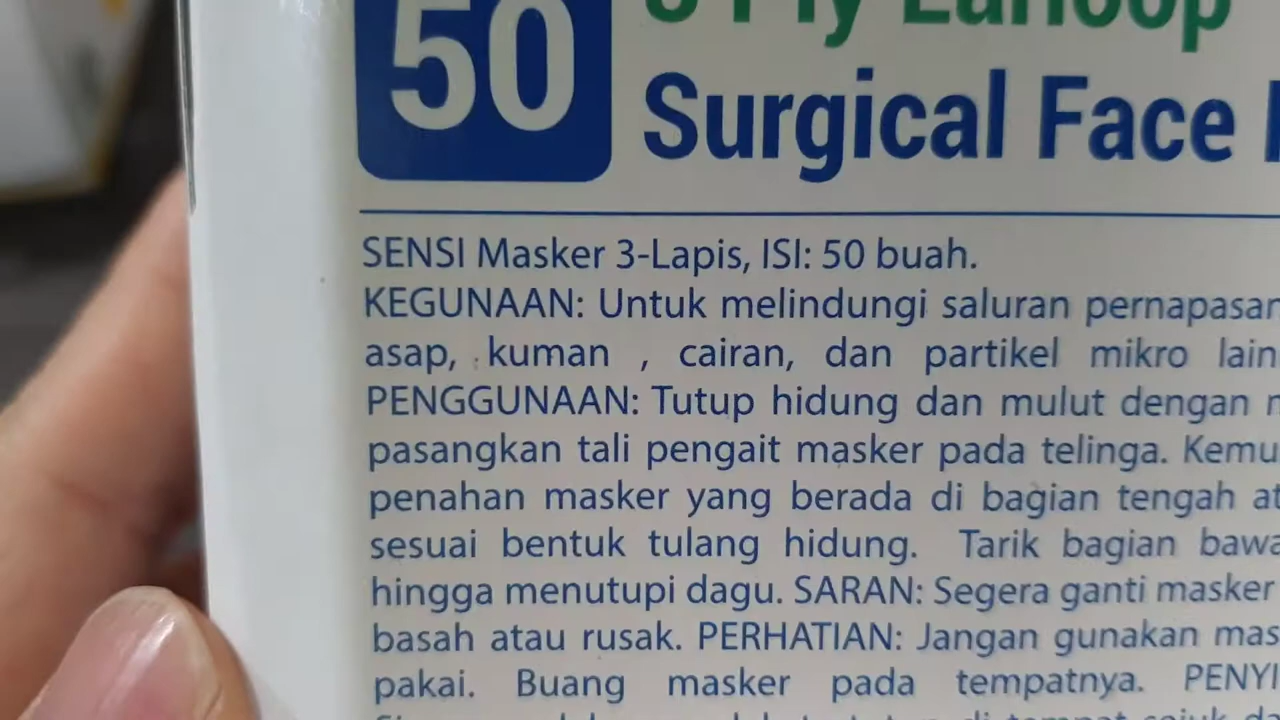 50
3 Ply Earloop
Surgical Face
SENSI Masker 3-Lapis, ISI: 50 buah.
KEGUNAAN: Untuk melindungi saluran
asap, kuman , cairan, dan partikel mikro lain
PENGGUNAAN: Tutup hidung dan mulut dengan
pasangkan tali pengait masker pada telinga.
penahan masker yang berada di bagian tengah
sesuai bentuk tulang hidung. Tarik bagian
hingga menutupi dagu. SARAN: Segera ganti masker
basah atau rusak. PERHATIAN: Jangan gunakan
pakai. Buang masker pada tempatnya.